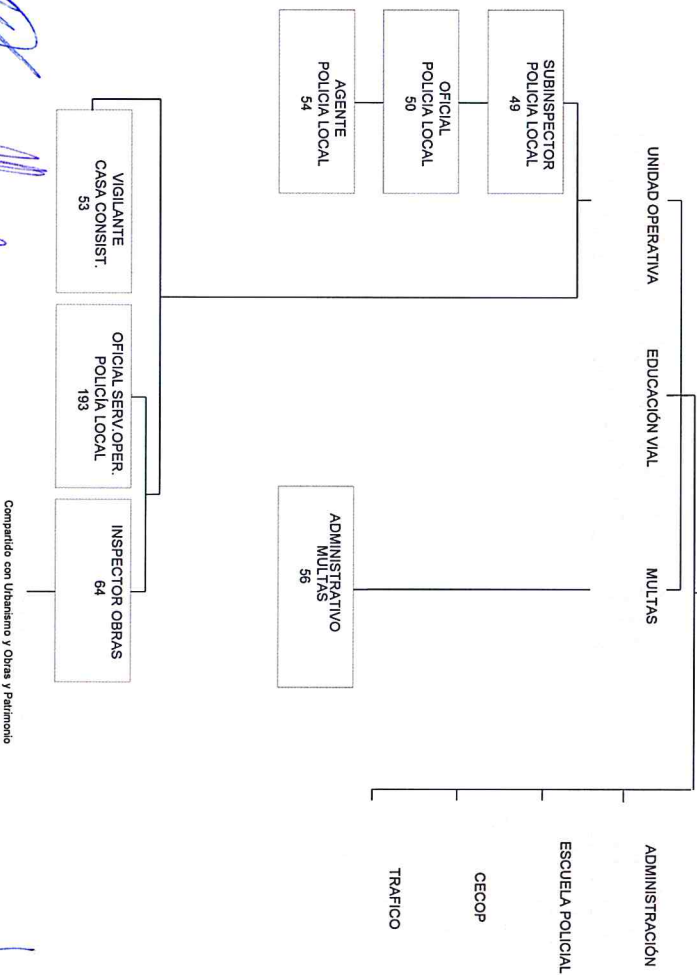 UNIDAD OPERATIVA
EDUCACIÓN VIAL
MULTAS
ADMINISTRACIÓN
ESCUELA POLICIAL
CECOP
TRAFICO
SUBINSPECTOR
POLICIA LOCAL
49
OFICIAL
POLICIA LOCAL
50
AGENTE
POLICIA LOCAL
54
ADMINISTRATIVO
MULTAS
56
VIGILANTE
CASA CONSIST.
53
OFICIAL SERV.OPER.
POLICÍA LOCAL
193
INSPECTOR OBRAS
64
Compartido con Urbanismo y Obras y Patrimonio